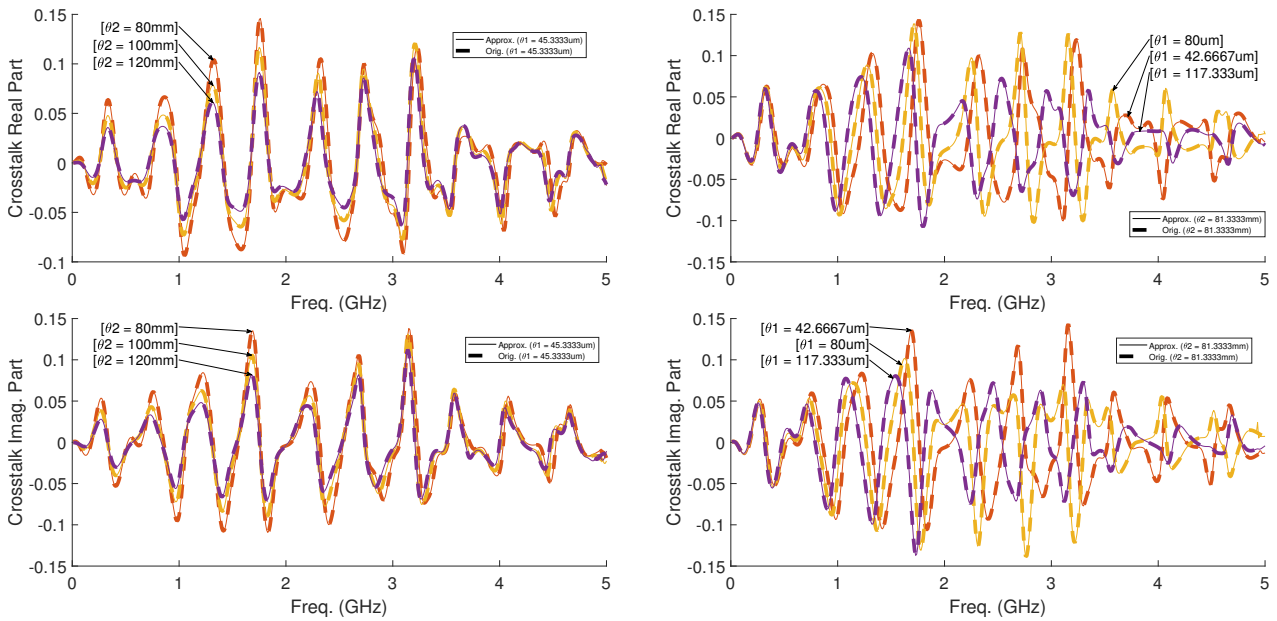 0.15
0.1
0.05
0
-0.05
-0.1
Crosstalk Real Part
[θ2 = 80mm]
[θ2 = 100mm]
[θ2 = 120mm]
Approx. (θ1 = 45.3333um)
Orig. (θ1 = 45.3333um)
0 1 2 3 4 5
Freq. (GHz)
0.15
0.1
0.05
0
-0.05
-0.1
-0.15
Crosstalk Real Part
[θ1 = 80um]
[θ1 = 42.6667um]
[θ1 = 117.333um]
Approx. (θ2 = 81.3333mm)
Orig. (θ2 = 81.3333mm)
0 1 2 3 4 5
Freq. (GHz)
0.15
0.1
0.05
0
-0.05
-0.1
-0.15
Crosstalk Imag. Part
[θ2 = 80mm]
[θ2 = 100mm]
[θ2 = 120mm]
Approx. (θ1 = 45.3333um)
Orig. (θ1 = 45.3333um)
0 1 2 3 4 5
Freq. (GHz)
0.15
0.1
0.05
0
-0.05
-0.1
-0.15
Crosstalk Imag. Part
[θ1 = 42.6667um]
[θ1 = 80um]
[θ1 = 117.333um]
Approx. (θ2 = 81.3333mm)
Orig. (θ2 = 81.3333mm)
0 1 2 3 4 5
Freq. (GHz)